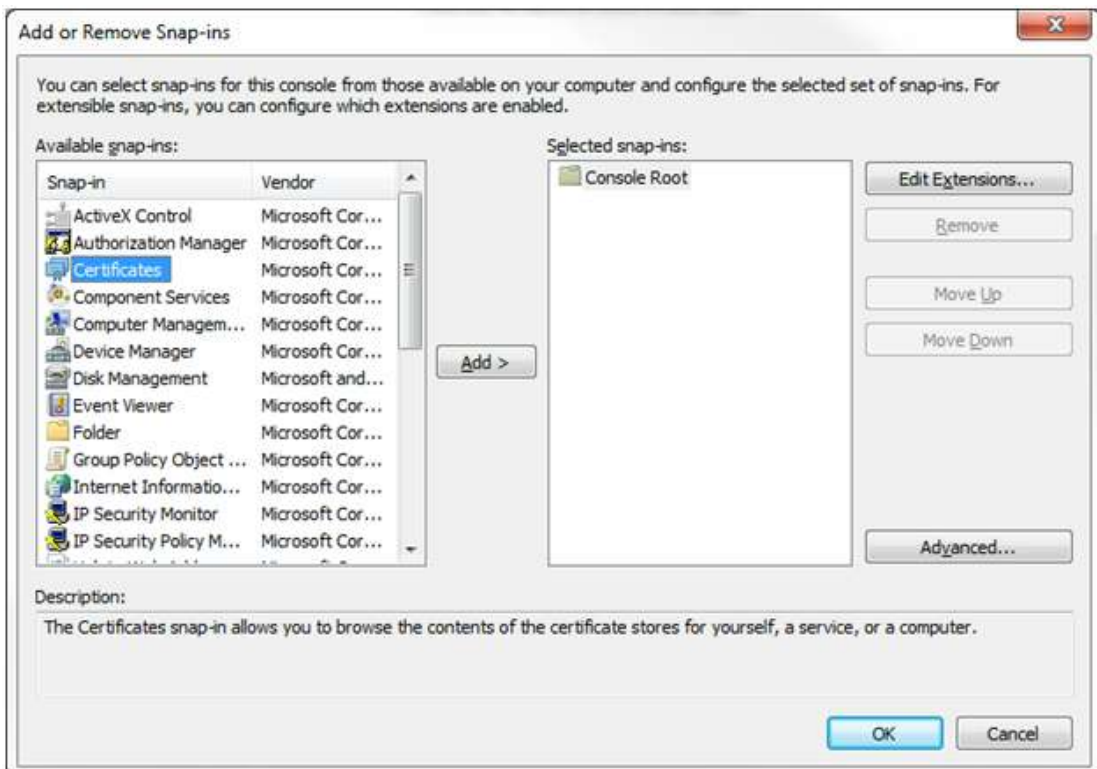 Add or Remove Snap-ins
You can select snap-ins for this console from those available on your computer and configure the selected set of snap-ins. For
extensible snap-ins, you can configure which extensions are enabled.
Available snap-ins:
Snap-in Vendor
ActiveX Control Microsoft Cor...
Authorization Manager Microsoft Cor...
Certificates Microsoft Cor...
Component Services Microsoft Cor...
Computer Managem... Microsoft Cor...
Device Manager Microsoft Cor...
Disk Management Microsoft and...
Event Viewer Microsoft Cor...
Folder Microsoft Cor...
Group Policy Object ... Microsoft Cor...
Internet Informatio... Microsoft Cor...
IP Security Monitor Microsoft Cor...
IP Security Policy M... Microsoft Cor...
Add >
Selected snap-ins:
Console Root
Edit Extensions...
Remove
Move Up
Move Down
Advanced...
Description:
The Certificates snap-in allows you to browse the contents of the certificate stores for yourself, a service, or a computer.
OK Cancel